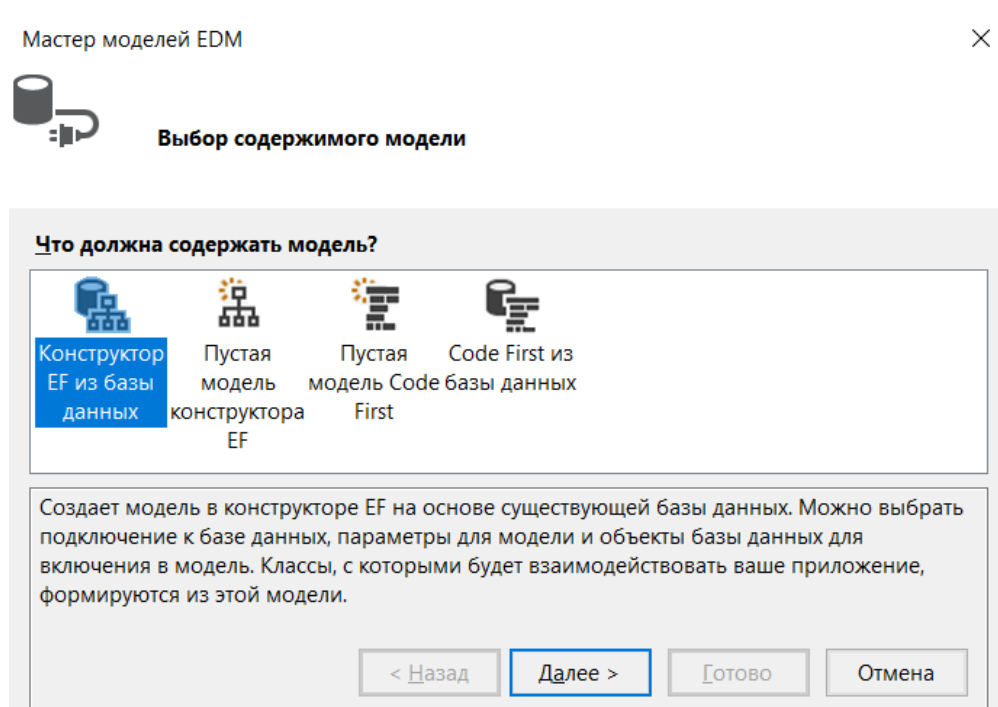 Мастер моделей EDM
Выбор содержимого модели
Что должна содержать модель?
Конструктор
EF из базы
данных
Пустая
модель
конструктора
EF
Пустая
модель Code
First
Code First из
базы данных
Создает модель в конструкторе EF на основе существующей базы данных. Можно выбрать
подключение к базе данных, параметры для модели и объекты базы данных для
включения в модель. Классы, с которыми будет взаимодействовать ваше приложение,
формируются из этой модели.
< Назад
Далее >
Готово
Отмена